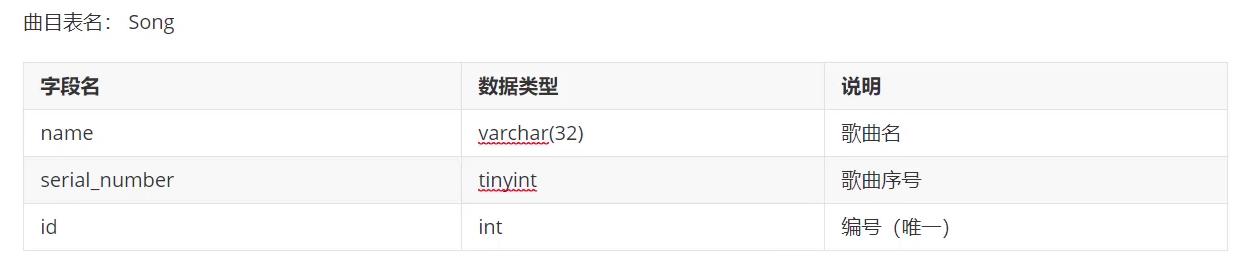 曲目表名： Song
字段名 数据类型 说明
name varchar(32) 歌曲名
serial_number tinyint 歌曲序号
id int 编号（唯一）